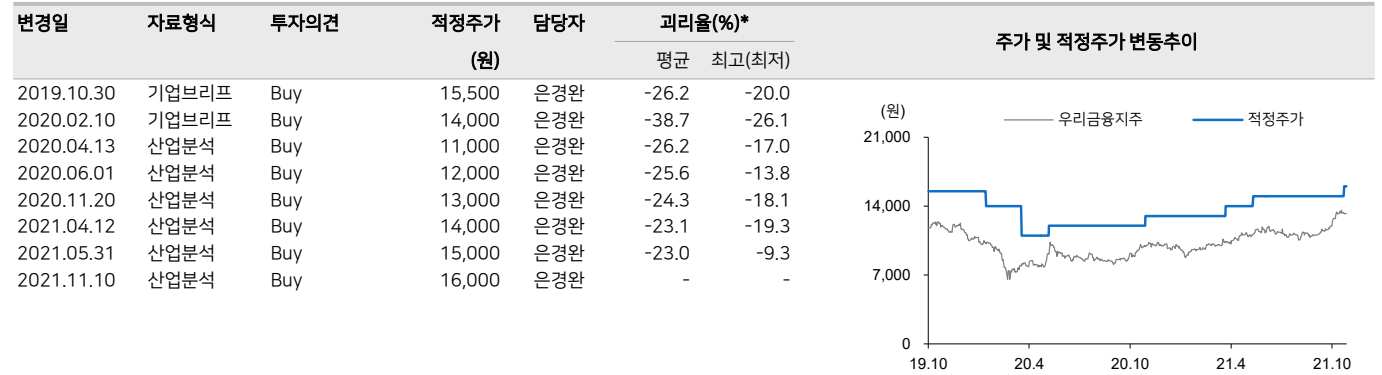 변경일 자료형식 투자의견 적정주가 담당자 괴리율(%)* 주가 및 적정주가 변동추이
(원) 평균 최고(최저)
2019.10.30 기업브리프 Buy 15,500 은경완 -26.2 -20.0
2020.02.10 기업브리프 Buy 14,000 은경완 -38.7 -26.1
2020.04.13 산업분석 Buy 11,000 은경완 -26.2 -17.0
2020.06.01 산업분석 Buy 12,000 은경완 -25.6 -13.8
2020.11.20 산업분석 Buy 13,000 은경완 -24.3 -18.1
2021.04.12 산업분석 Buy 14,000 은경완 -23.1 -19.3
2021.05.31 산업분석 Buy 15,000 은경완 -23.0 -9.3
2021.11.10 산업분석 Buy 16,000 은경완 - -
(원) 우리금융지주 적정주가
21,000
14,000
7,000
0
19.10 20.4 20.10 21.4 21.10